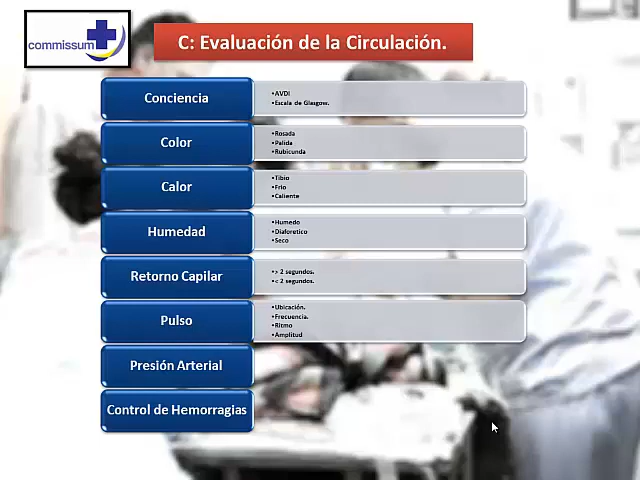 commissum
C: Evaluación de la Circulación.
Conciencia
•AVDI
•Escala de Glasgow.
Color
•Rosada
•Palida
•Rubicunda
Calor
•Tibio
•Frio
•Caliente
Humedad
•Humedo
•Diaforetico
•Seco
Retorno Capilar
•> 2 segundos.
•< 2 segundos.
Pulso
•Ubicación.
•Frecuencia.
•Ritmo
•Amplitud
Presión Arterial
Control de Hemorragias